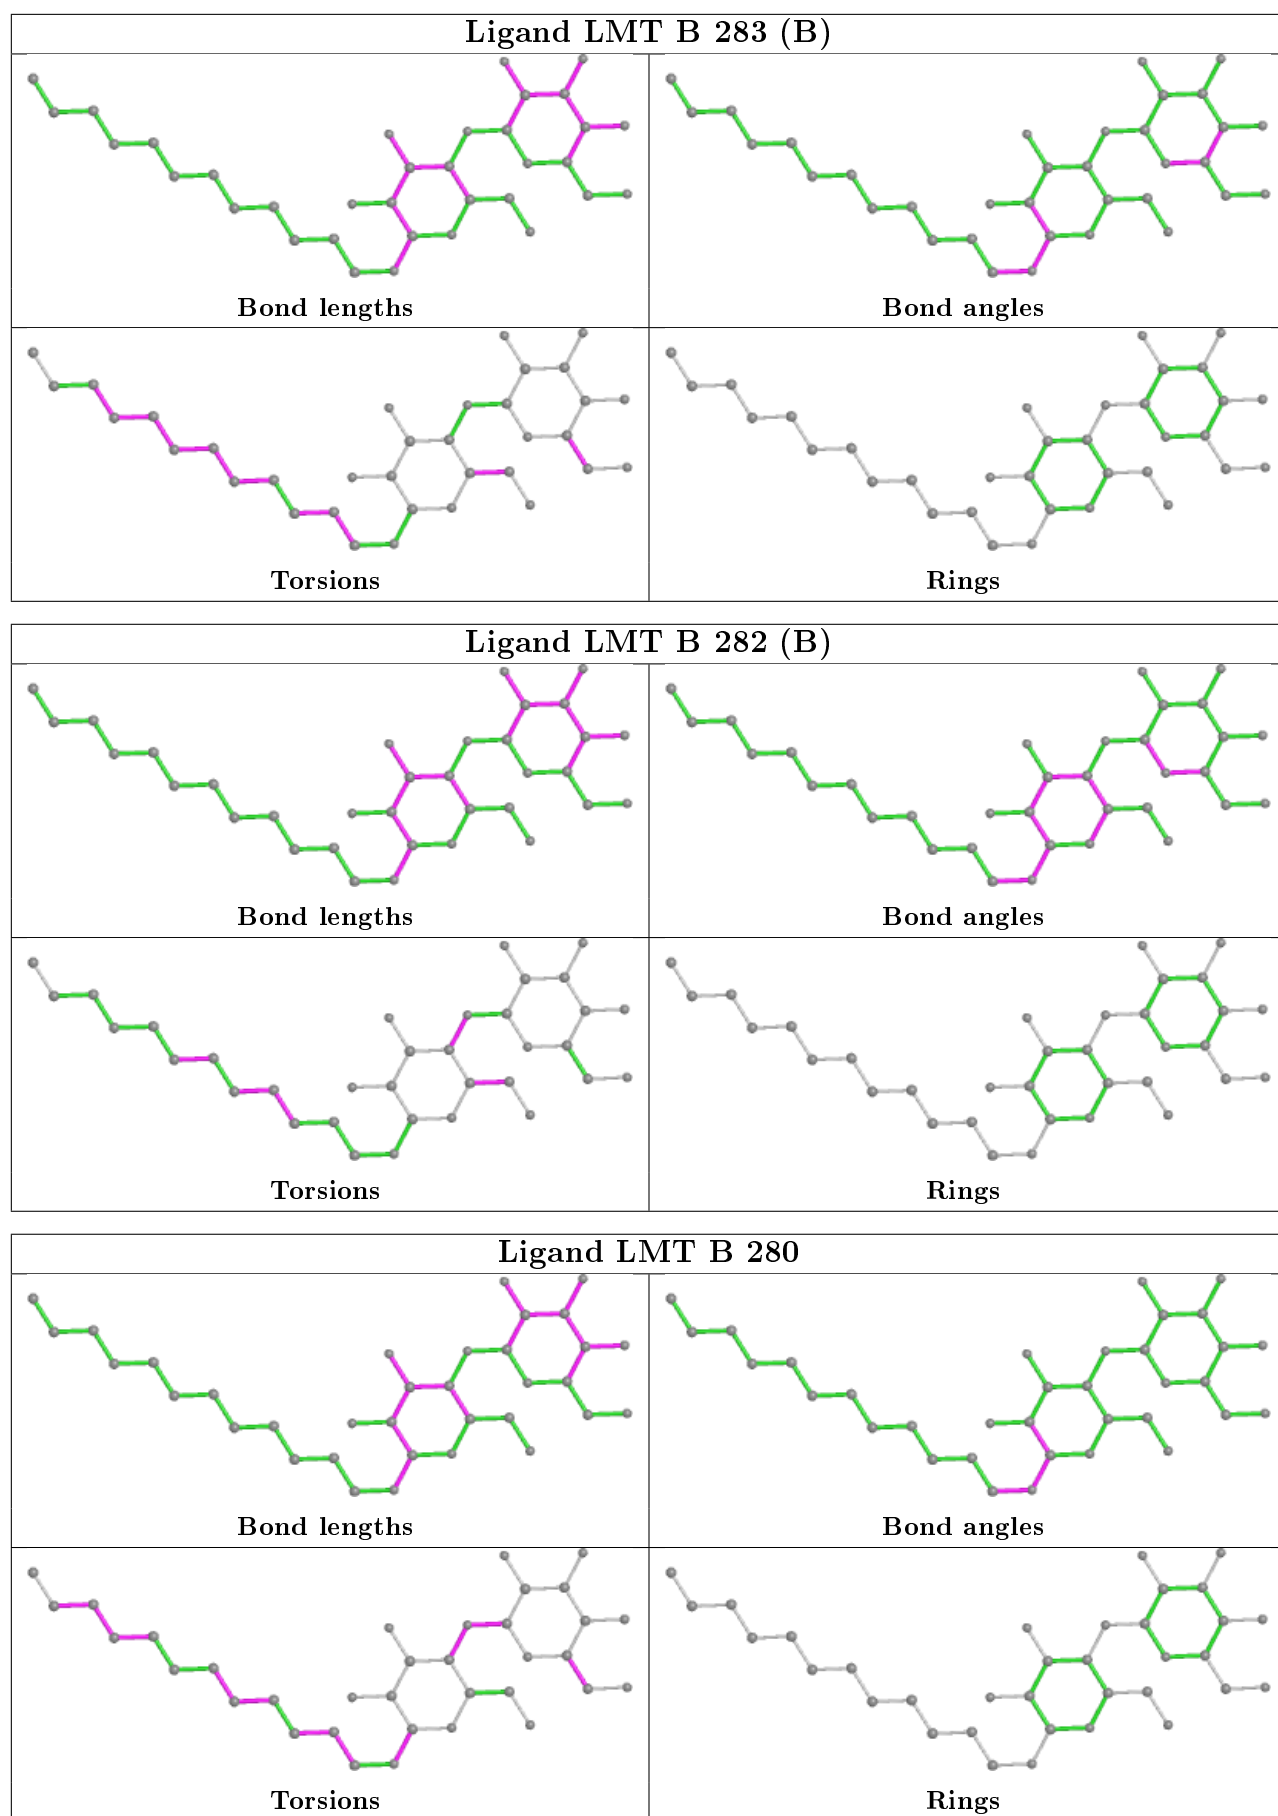 Ligand LMT B 283 (B)
Bond lengths
Bond angles
Torsions
Rings
Ligand LMT B 282 (B)
Bond lengths
Bond angles
Torsions
Rings
Ligand LMT B 280
Bond lengths
Bond angles
Torsions
Rings